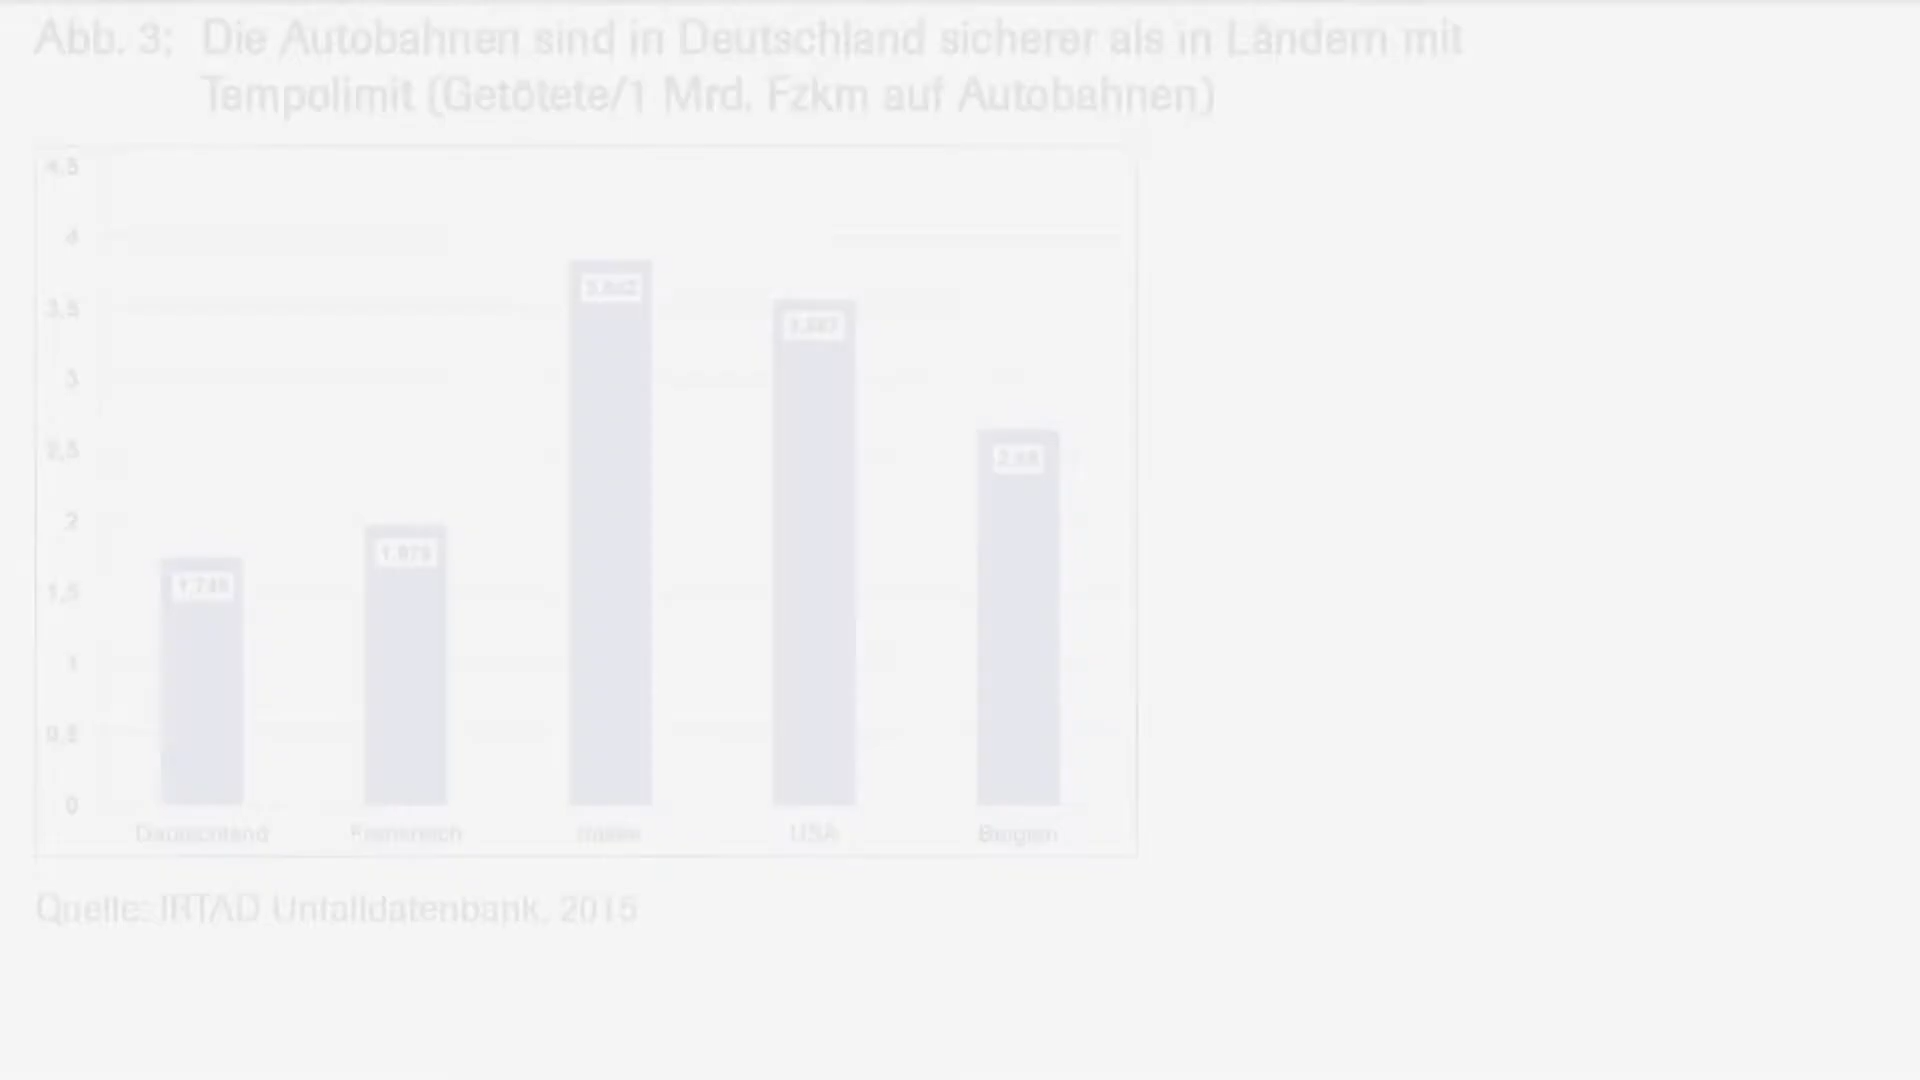 Abb. 3: Die Autobahnen sind in Deutschland sicherer als in Ländern mit
Tempolimit (Getötete/1 Mrd. Fzkm auf Autobahnen)
4,5
4
3,5
3
2,5
2
1,5
1
0,5
0
1,979
Deutschland
Frankreich
Italien
USA
Belgien
Quelle: IRTAD Unfalldatenbank, 2015